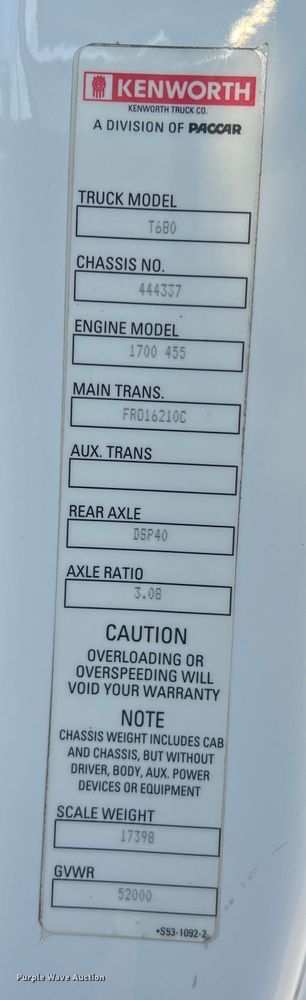 KENWORTH
KENWORTH TRUCK CO.
A DIVISION OF PACCAR
TRUCK MODEL
T680
CHASSIS NO.
444337
ENGINE MODEL
1700 455
MAIN TRANS.
FRO16210C
AUX. TRANS
REAR AXLE
DSP40
AXLE RATIO
3.08
CAUTION
OVERLOADING OR
OVERSPEEDING WILL
VOID YOUR WARRANTY
NOTE
CHASSIS WEIGHT INCLUDES CAB
AND CHASSIS, BUT WITHOUT
DRIVER, BODY, AUX. POWER
DEVICES OR EQUIPMENT
SCALE WEIGHT
17398
GVWR
52000
*S53-1092-2
Purple Wave Auction